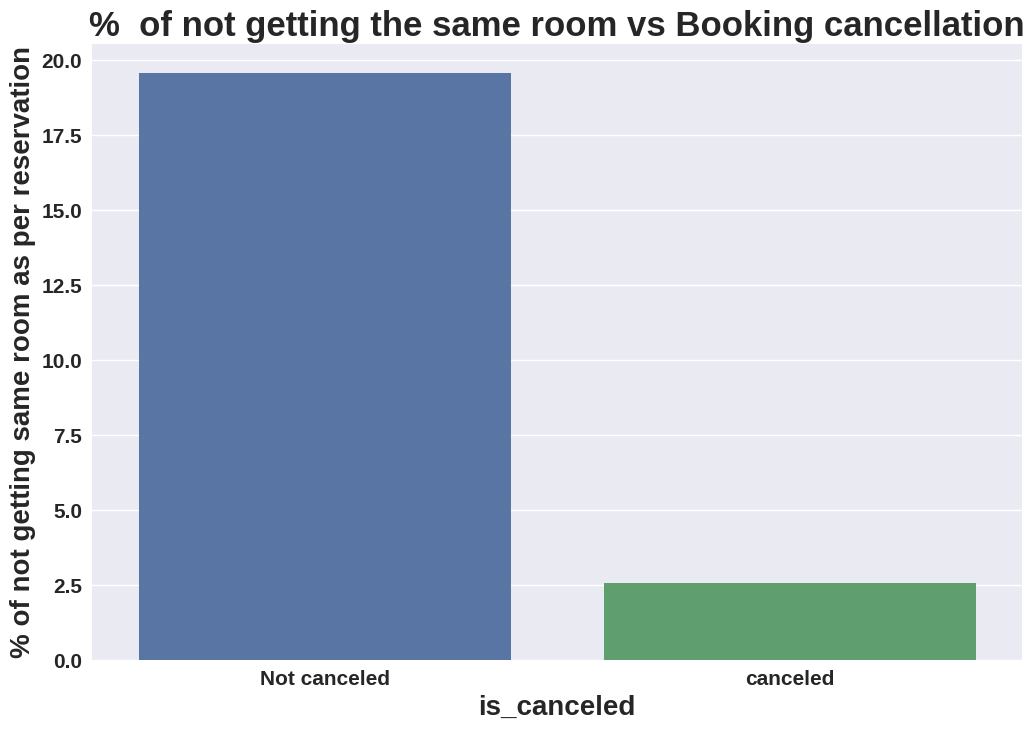 %  of not getting the same room vs Booking cancellation
% of not getting same room as per reservation
20.0
17.5
15.0
12.5
10.0
7.5
5.0
2.5
0.0
Not canceled
canceled
is_canceled